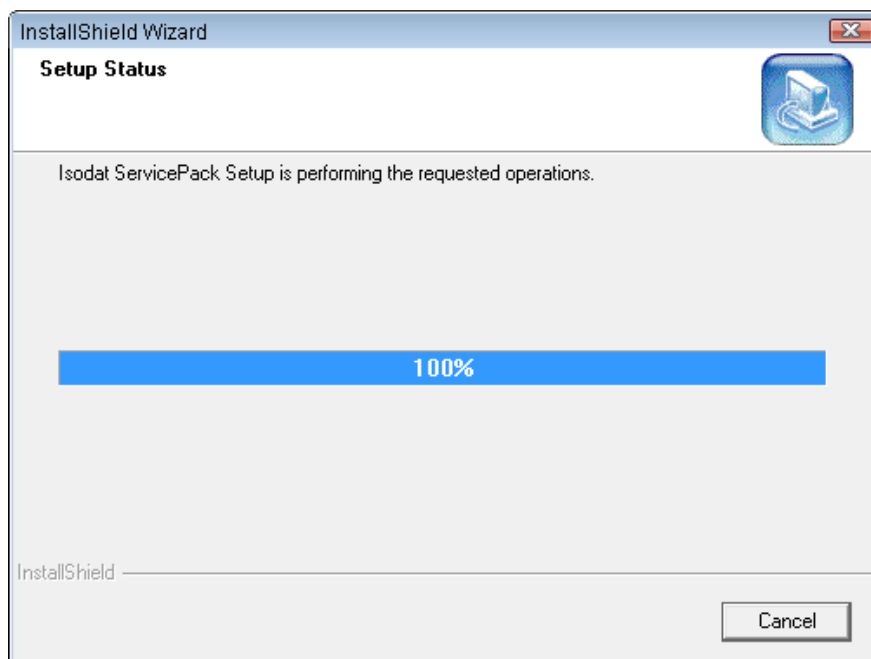 InstallShield Wizard
Setup Status
Isodat ServicePack Setup is performing the requested operations.
100%
InstallShield
Cancel